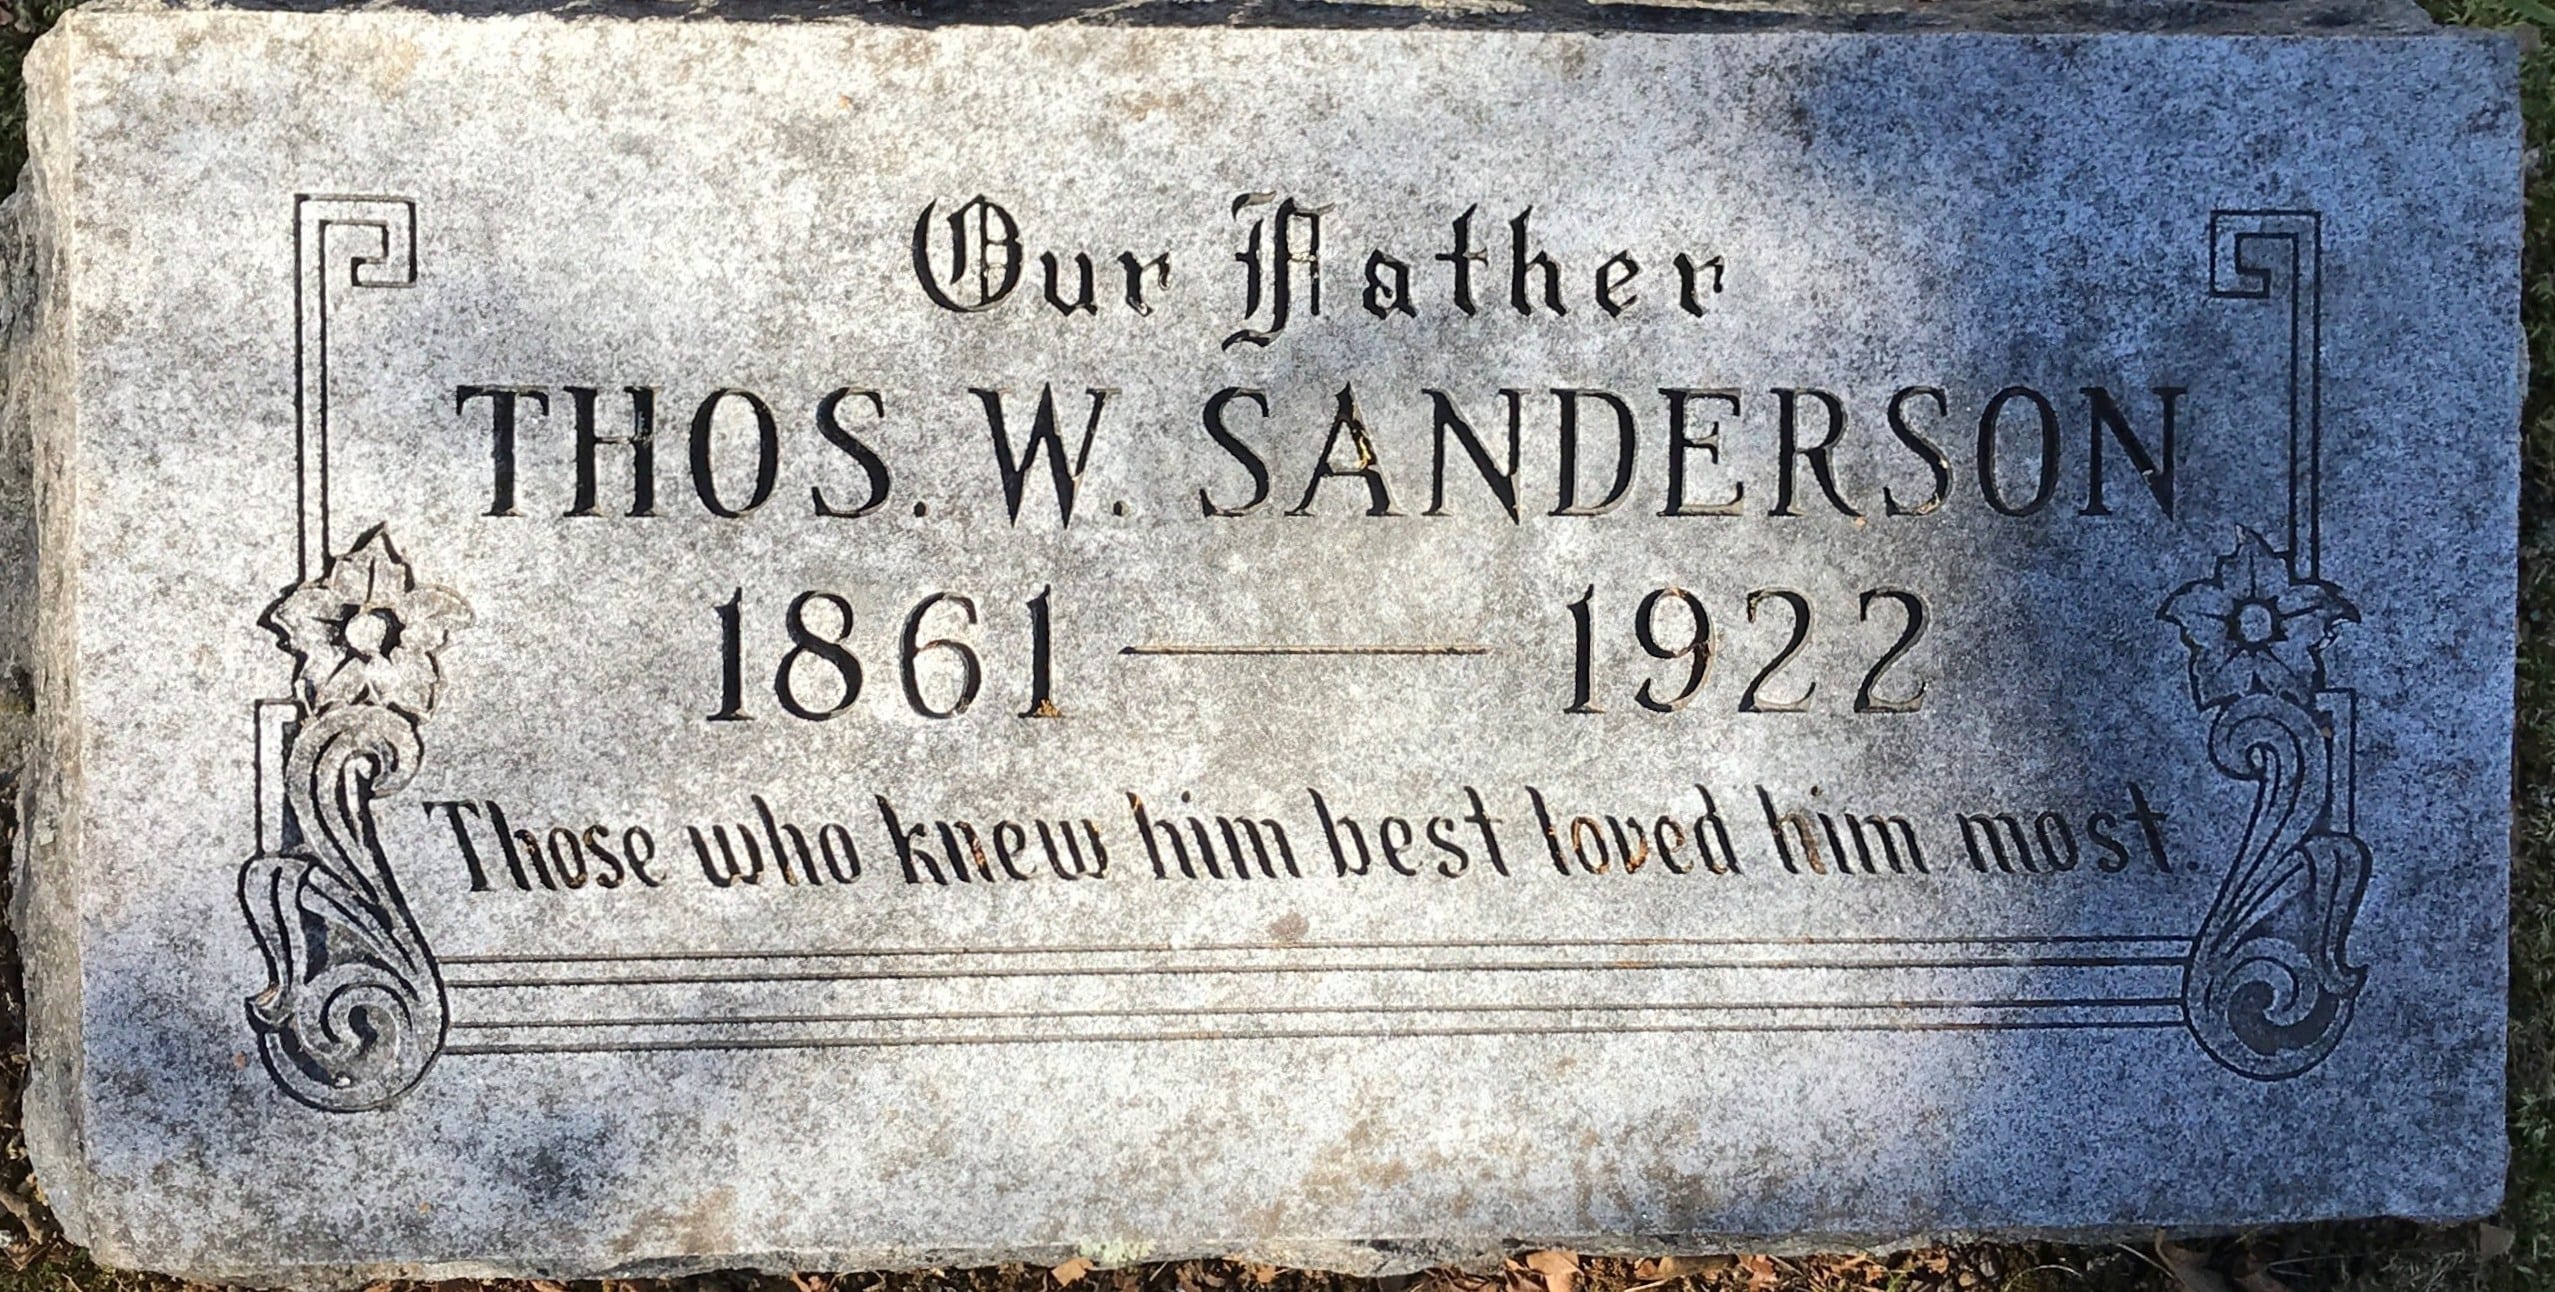 Our Father
THOS. W. SANDERSON
1861 — 1922
Those who knew him best loved him most.